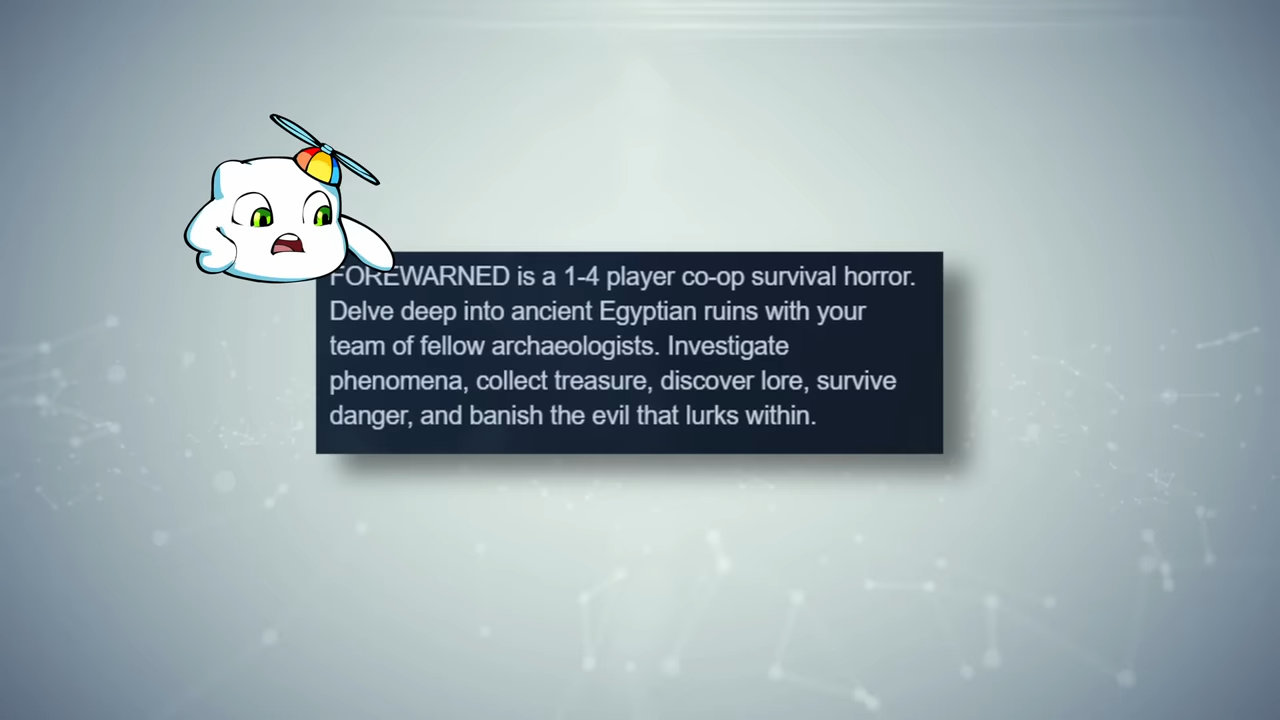 FOREWARNED is a 1-4 player co-op survival horror.
Delve deep into ancient Egyptian ruins with your
team of fellow archaeologists. Investigate
phenomena, collect treasure, discover lore, survive
danger, and banish the evil that lurks within.